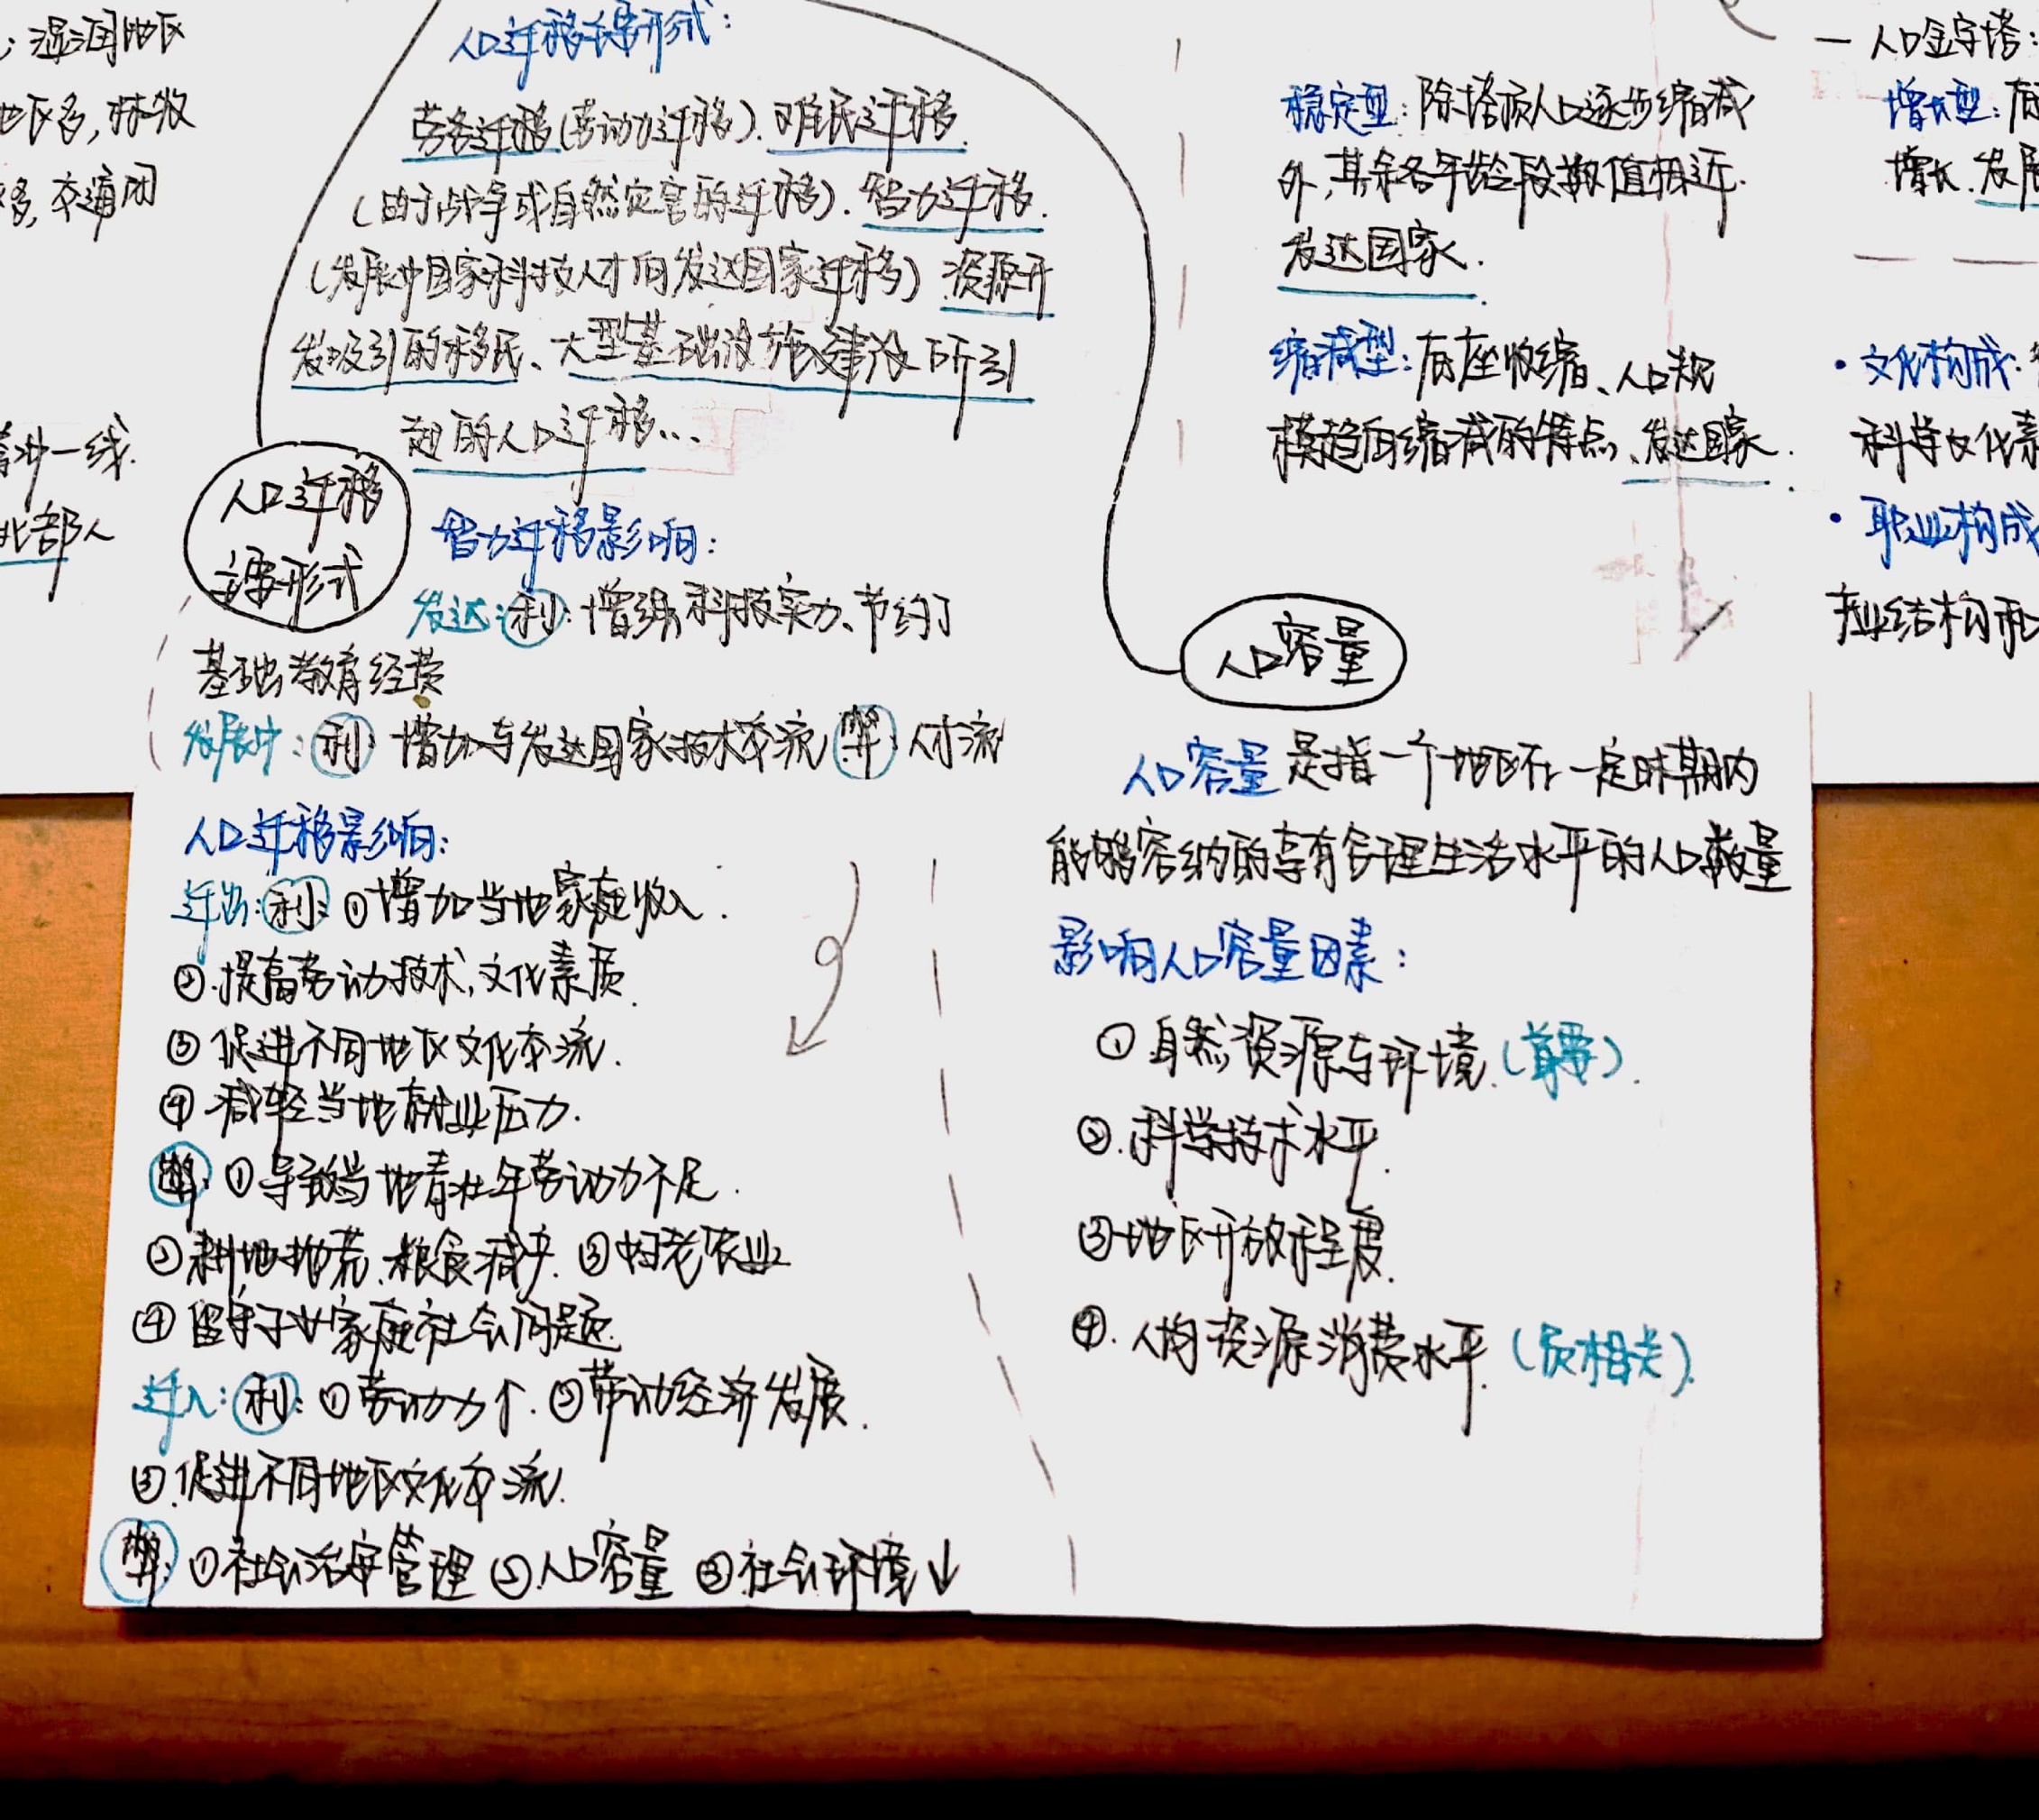 湿润地区
地区多，林牧
多，交通闭
一线.
北部人
人口迁移主要形式：
劳务迁移(劳动力迁移).难民迁移.
(由于战争或自然灾害的迁移).智力迁移.
(发展中国家科技人才向发达国家迁移)资源开
发吸引的移民、大型基础设施建设所引
起的人口迁移...
人口迁移
主要形式
智力迁移影响：
发达:利:增强科技实力、节约了
基础教育经费
发展中:利:增加与发达国家技术交流 弊:人才流
人口迁移影响：
迁出:利:①增加当地家庭收入.
②.提高劳动技术,文化素质.
③促进不同地区文化交流.
④.减轻当地就业压力.
弊:①导致当地青壮年劳动力不足.
②耕地抛荒.粮食减产.③妇老农业
④留守子女家庭社会问题
迁入:利:①劳动力↑.②带动经济发展.
③.促进不同地区文化交流.
弊:①社会治安管理②.人口容量 ③社会环境↓
稳定型:除塔顶人口逐步缩减
外,其余各年龄段数值相近.
发达国家.
缩减型:底座收缩、人口规
模趋向缩减的特点、发达国家.
人口容量
人口容量是指一个地区在一定时期内
能够容纳的享有合理生活水平的人口数量
影响人口容量因素：
①自然资源与环境.(首要).
②.科学技术水平.
③地区开放程度.
④.人均资源消费水平.(负相关).
一人口金字塔:
增长型:底
增长.发展
·文化构成:
科学文化素
·职业构成
产业结构和